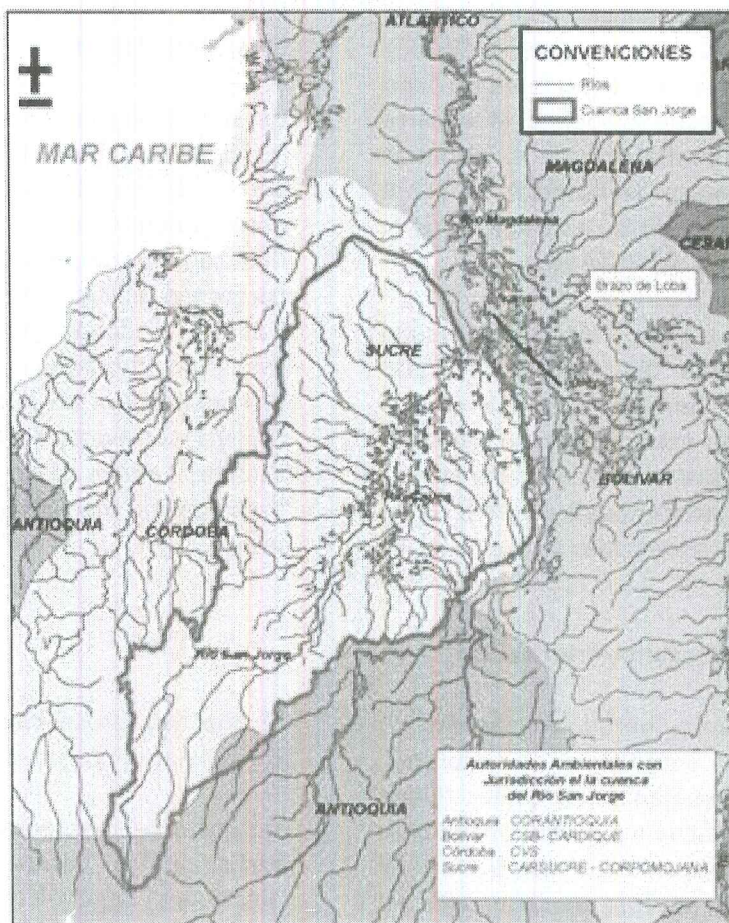 ATLANTICO
CONVENCIONES
Rios
Cuenca San Jorge
MAR CARIBE
MAGDALENA
Rio Magdalena
CESAR
Brazo de Loba
SUCRE
BOLIVAR
ANTIOQUIA
CORDOBA
Rio San Jorge
Autoridades Ambientales con
Jurisdicción el la cuenca
del Rio San Jorge
Antioquia CORANTIOQUIA
Bolivar CSB- CARDIQUE
Córdoba CVS
Sucre CARSUCRE - CORPOMOJANA
ANTIOQUIA